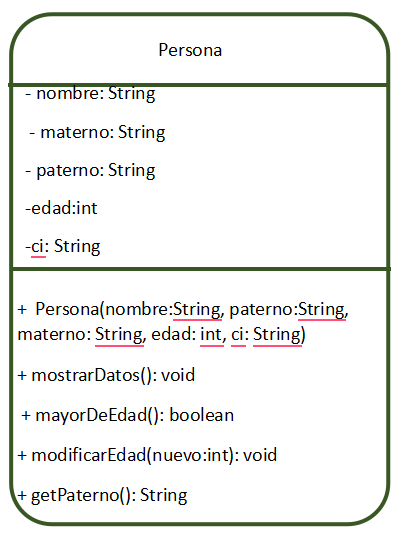 Persona
- nombre: String
- materno: String
- paterno: String
-edad:int
-ci: String
+ Persona(nombre:String, paterno:String,
materno: String, edad: int, ci: String)
+ mostrarDatos(): void
+ mayorDeEdad(): boolean
+ modificarEdad(nuevo:int): void
+ getPaterno(): String